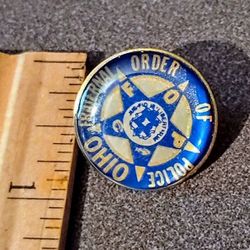 FRATERNAL ORDER OF POLICE
OHIO
F O P
1